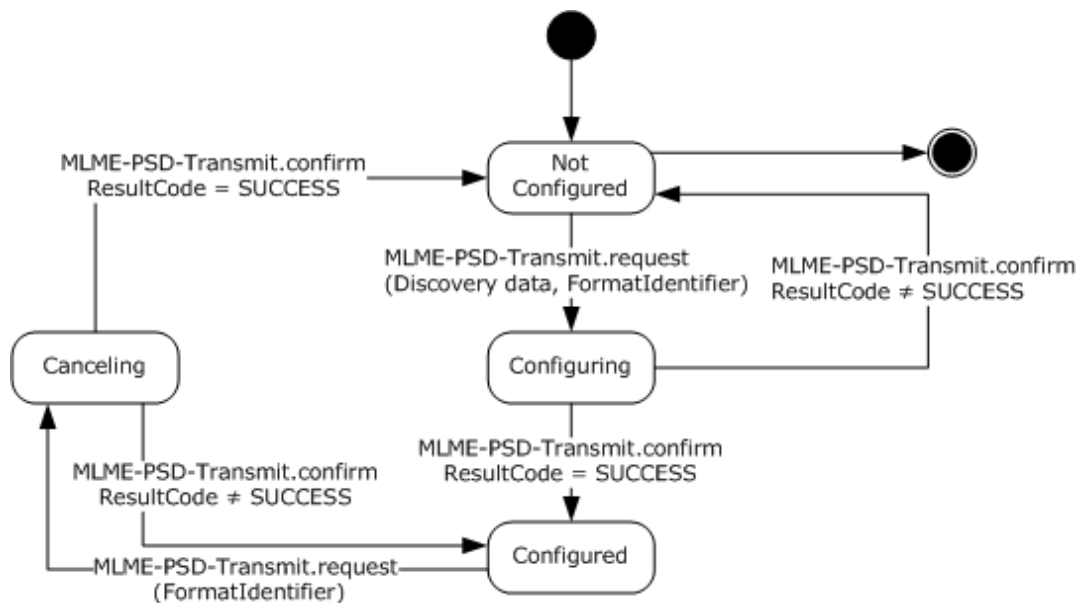 MLME-PSD-Transmit.confirm
ResultCode = SUCCESS
Not
Configured
MLME-PSD-Transmit.request
(Discovery data, FormatIdentifier)
MLME-PSD-Transmit.confirm
ResultCode ≠ SUCCESS
Canceling
Configuring
MLME-PSD-Transmit.confirm
ResultCode = SUCCESS
MLME-PSD-Transmit.confirm
ResultCode ≠ SUCCESS
Configured
MLME-PSD-Transmit.request
(FormatIdentifier)